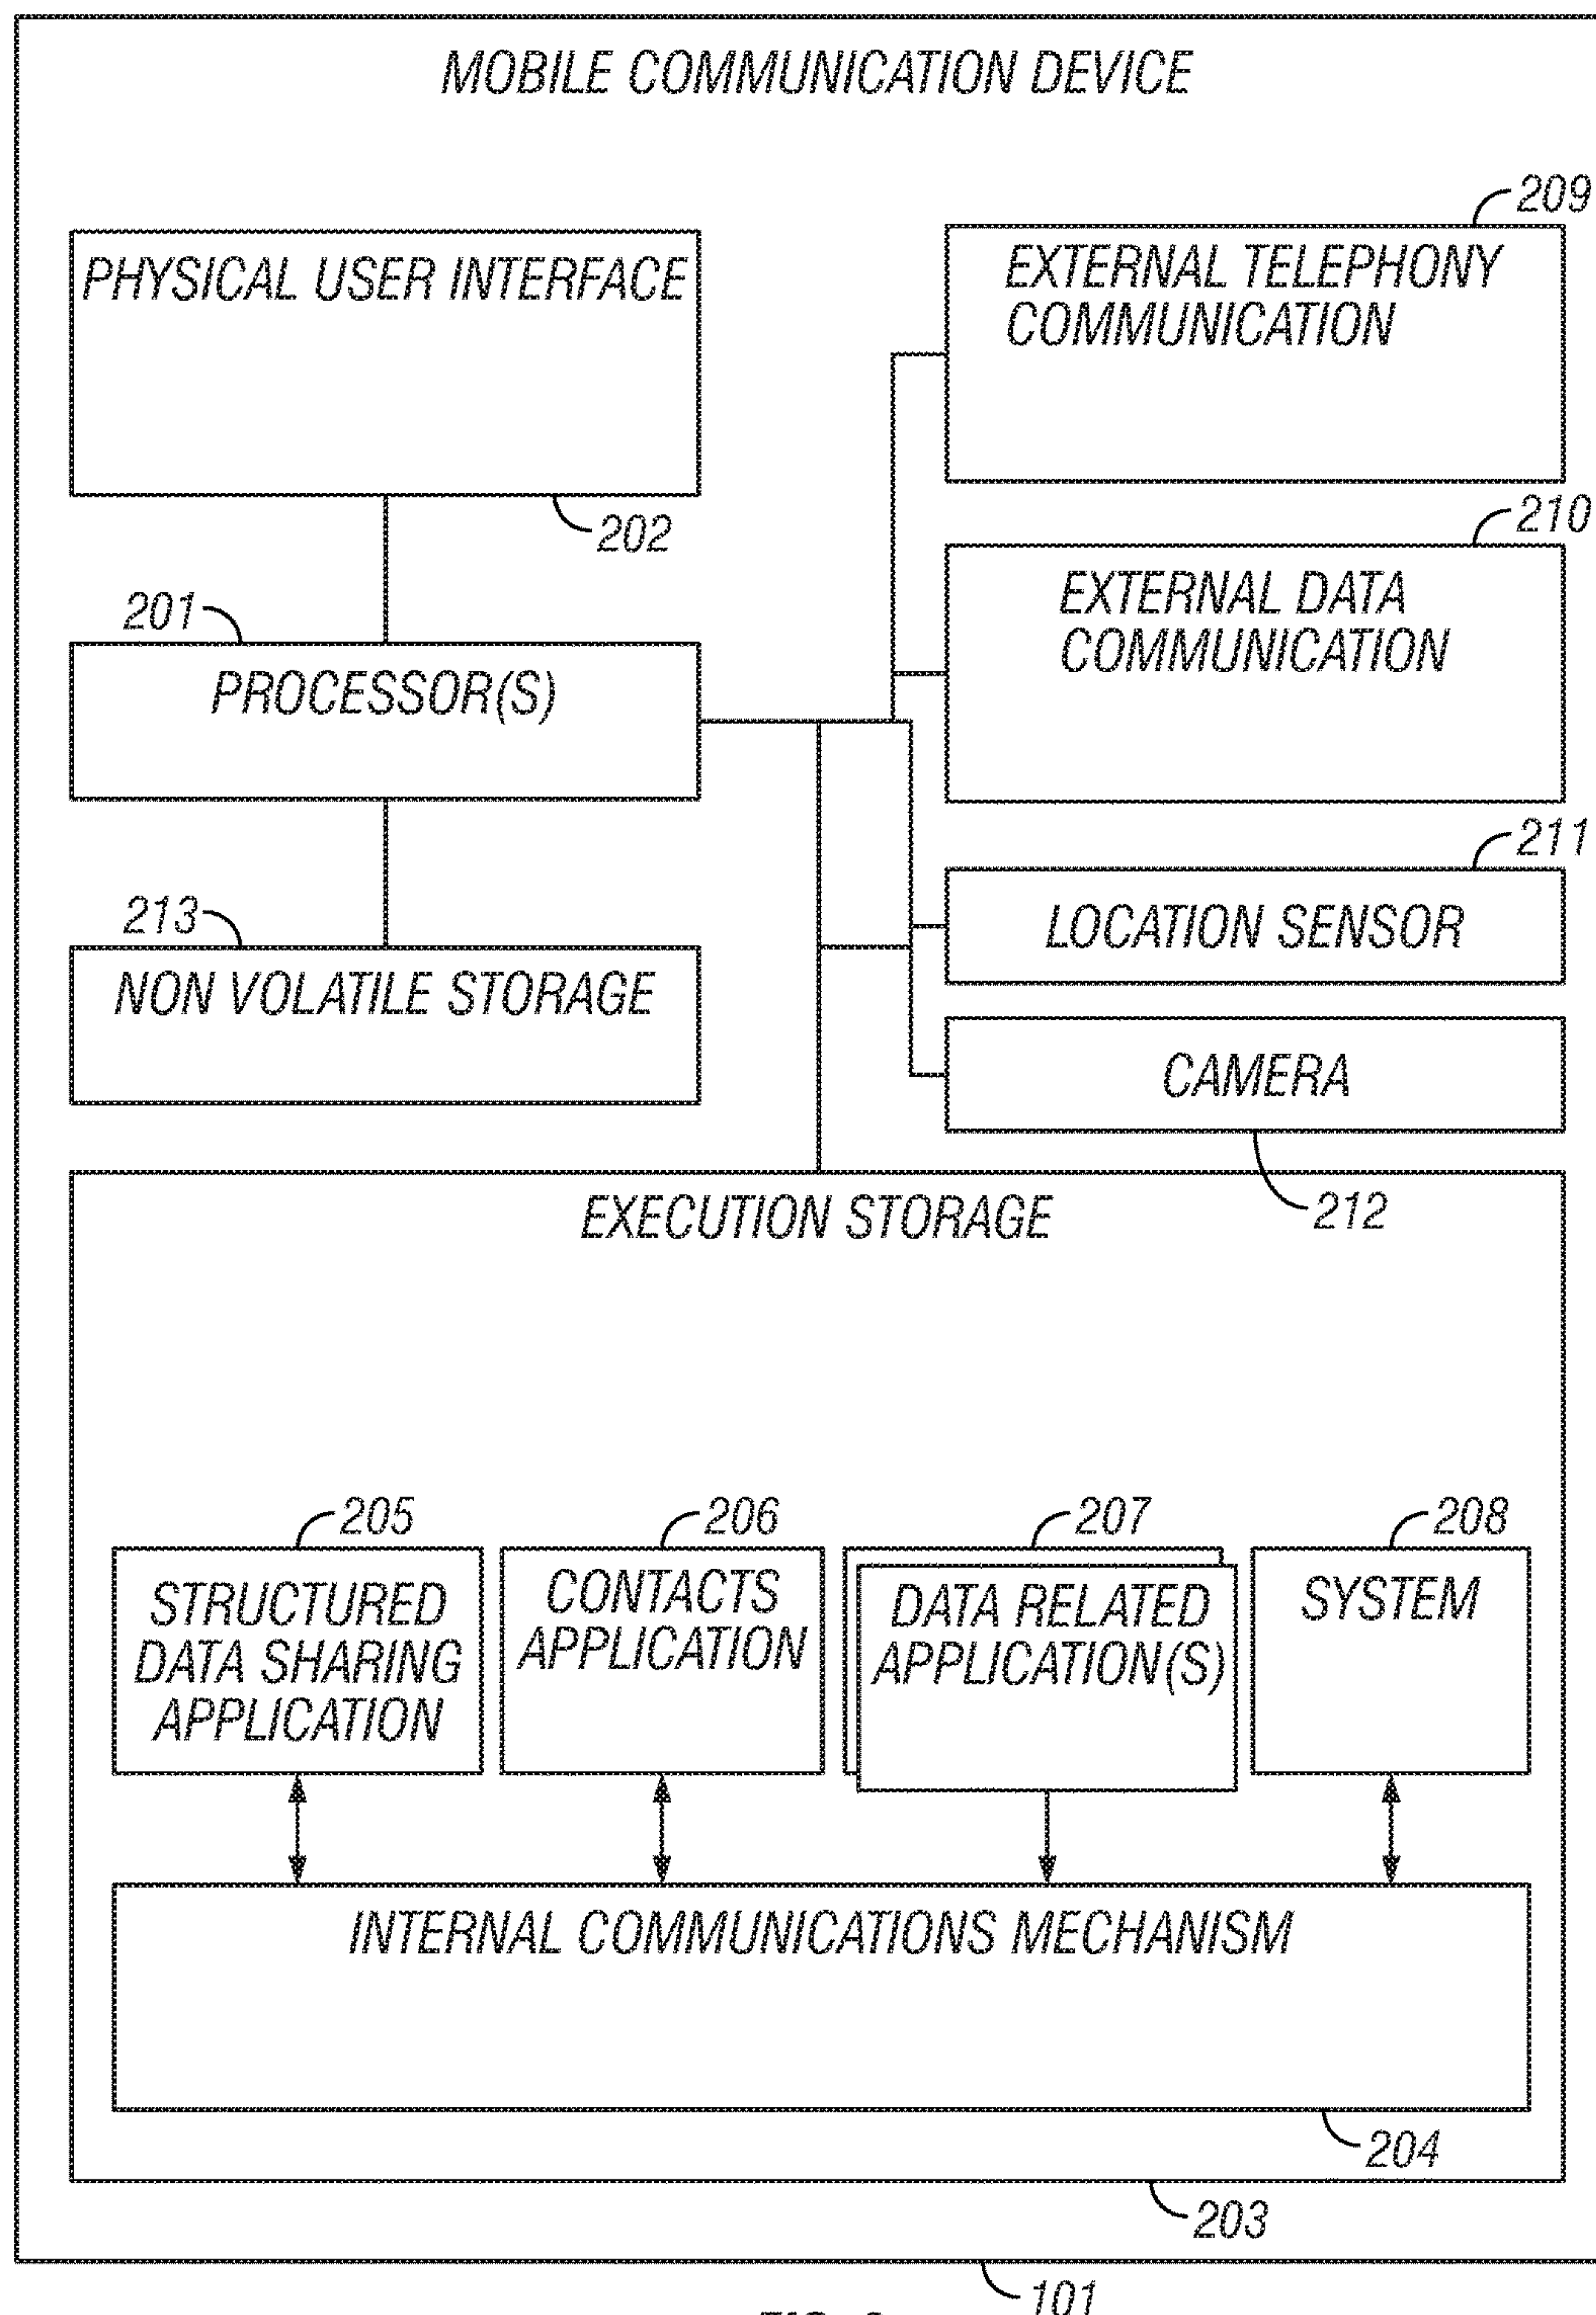 MOBILE COMMUNICATION DEVICE
209
PHYSICAL USER INTERFACE
EXTERNAL TELEPHONY
COMMUNICATION
202
210
EXTERNAL DATA
COMMUNICATION
201
PROCESSOR(S)
211
LOCATION SENSOR
213
NON VOLATILE STORAGE
CAMERA
212
EXECUTION STORAGE
205
206
207
208
STRUCTURED
DATA SHARING
APPLICATION
CONTACTS
APPLICATION
DATA RELATED
APPLICATION(S)
SYSTEM
INTERNAL COMMUNICATIONS MECHANISM
204
203
101